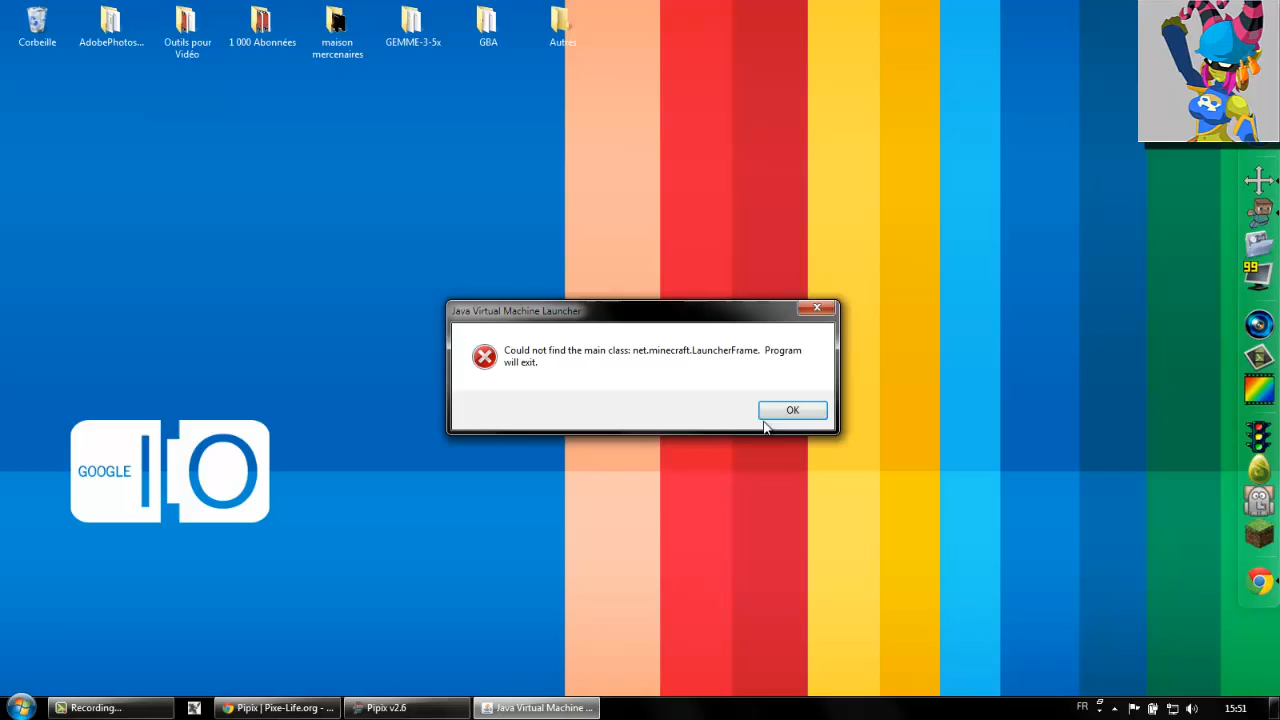 Corbeille
AdobePhotos...
Outils pour
Vidéo
1 000 Abonnées
maison
mercenaires
GEMME-3-5x
GBA
Autres
99
Java Virtual Machine Launcher
Could not find the main class: net.minecraft.LauncherFrame. Program
will exit.
OK
GOOGLE IO
Recording...
Pipix | Pixe-Life.org - ...
Pipix v2.6
Java Virtual Machine ...
FR
15:51